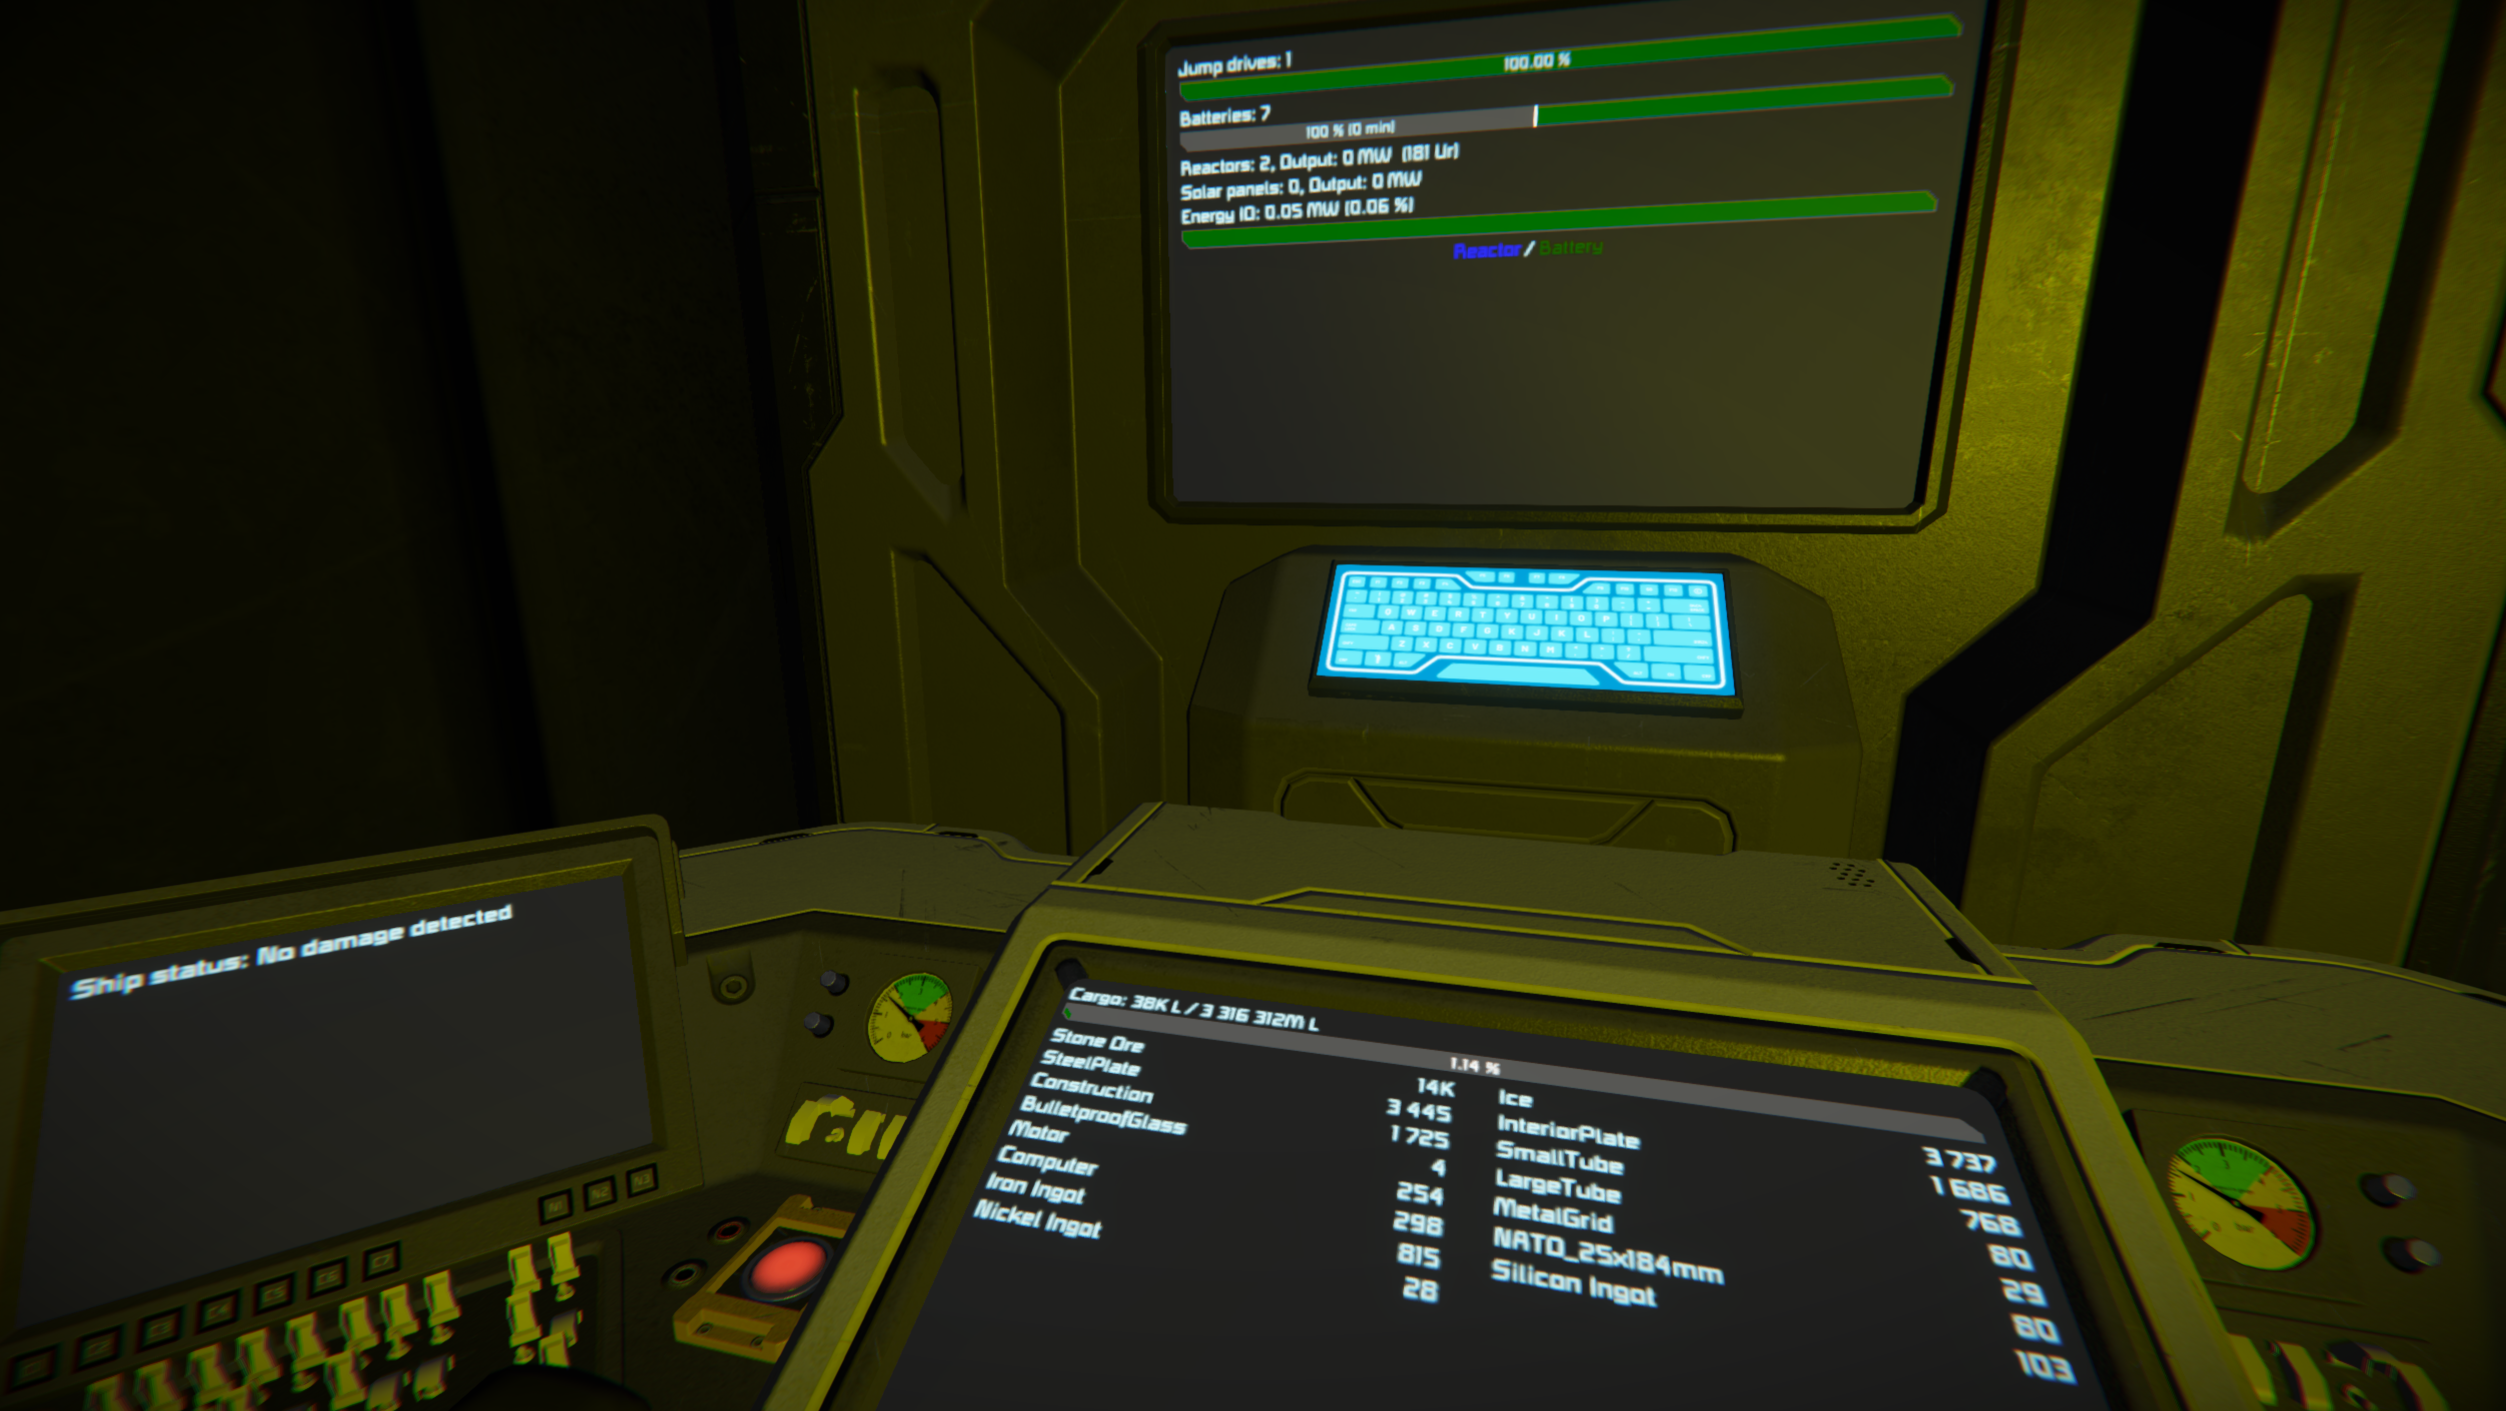 Jump drives: 1
100.00 %
Batteries: 7
100 % (0 min)
Reactors: 2, Output: 0 MW (181 Ur)
Solar panels: 0, Output: 0 MW
Energy IO: 0.05 MW (0.06 %)
Reactor / Battery
Q W E R T Y U I O P
A S D F G H J K L
Z X C V B N M
Ship status: No damage detected
N1 N2 N3
Cargo: 38K L / 3 316 312M L
1.14 %
Stone Ore 14K Ice 3 737
SteelPlate 3 445 InteriorPlate 1 686
Construction 1 725 SmallTube 768
BulletproofGlass 4 LargeTube 80
Motor 254 MetalGrid 29
Computer 298 NATO_25x184mm 80
Iron Ingot 815 Silicon Ingot 103
Nickel Ingot 28